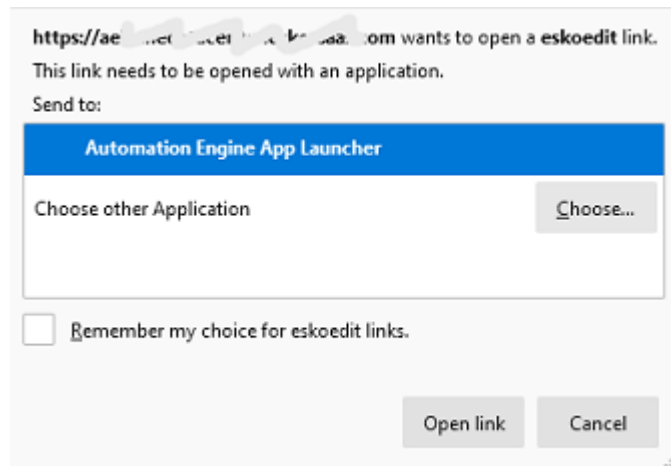 https://ae om wants to open a eskoedit link.
This link needs to be opened with an application.
Send to:
Automation Engine App Launcher
Choose other Application
Choose...
Remember my choice for eskoedit links.
Open link
Cancel